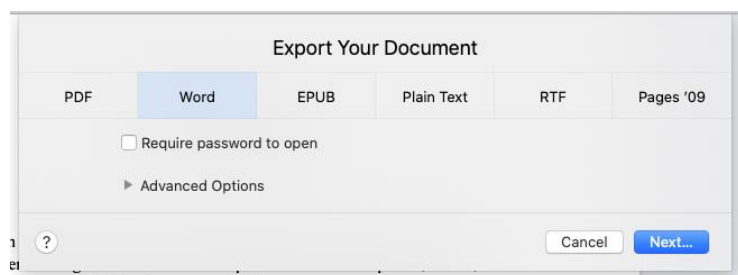 Export Your Document
PDF Word EPUB Plain Text RTF Pages '09
Require password to open
Advanced Options
? Cancel Next...